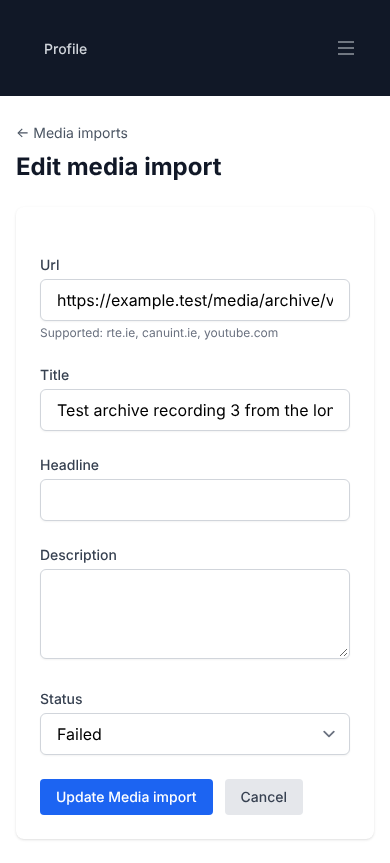 Profile
← Media imports
Edit media import
Url
https://example.test/media/archive/v
Supported: rte.ie, canuint.ie, youtube.com
Title
Test archive recording 3 from the lon
Headline
Description
Status
Failed
Update Media import
Cancel